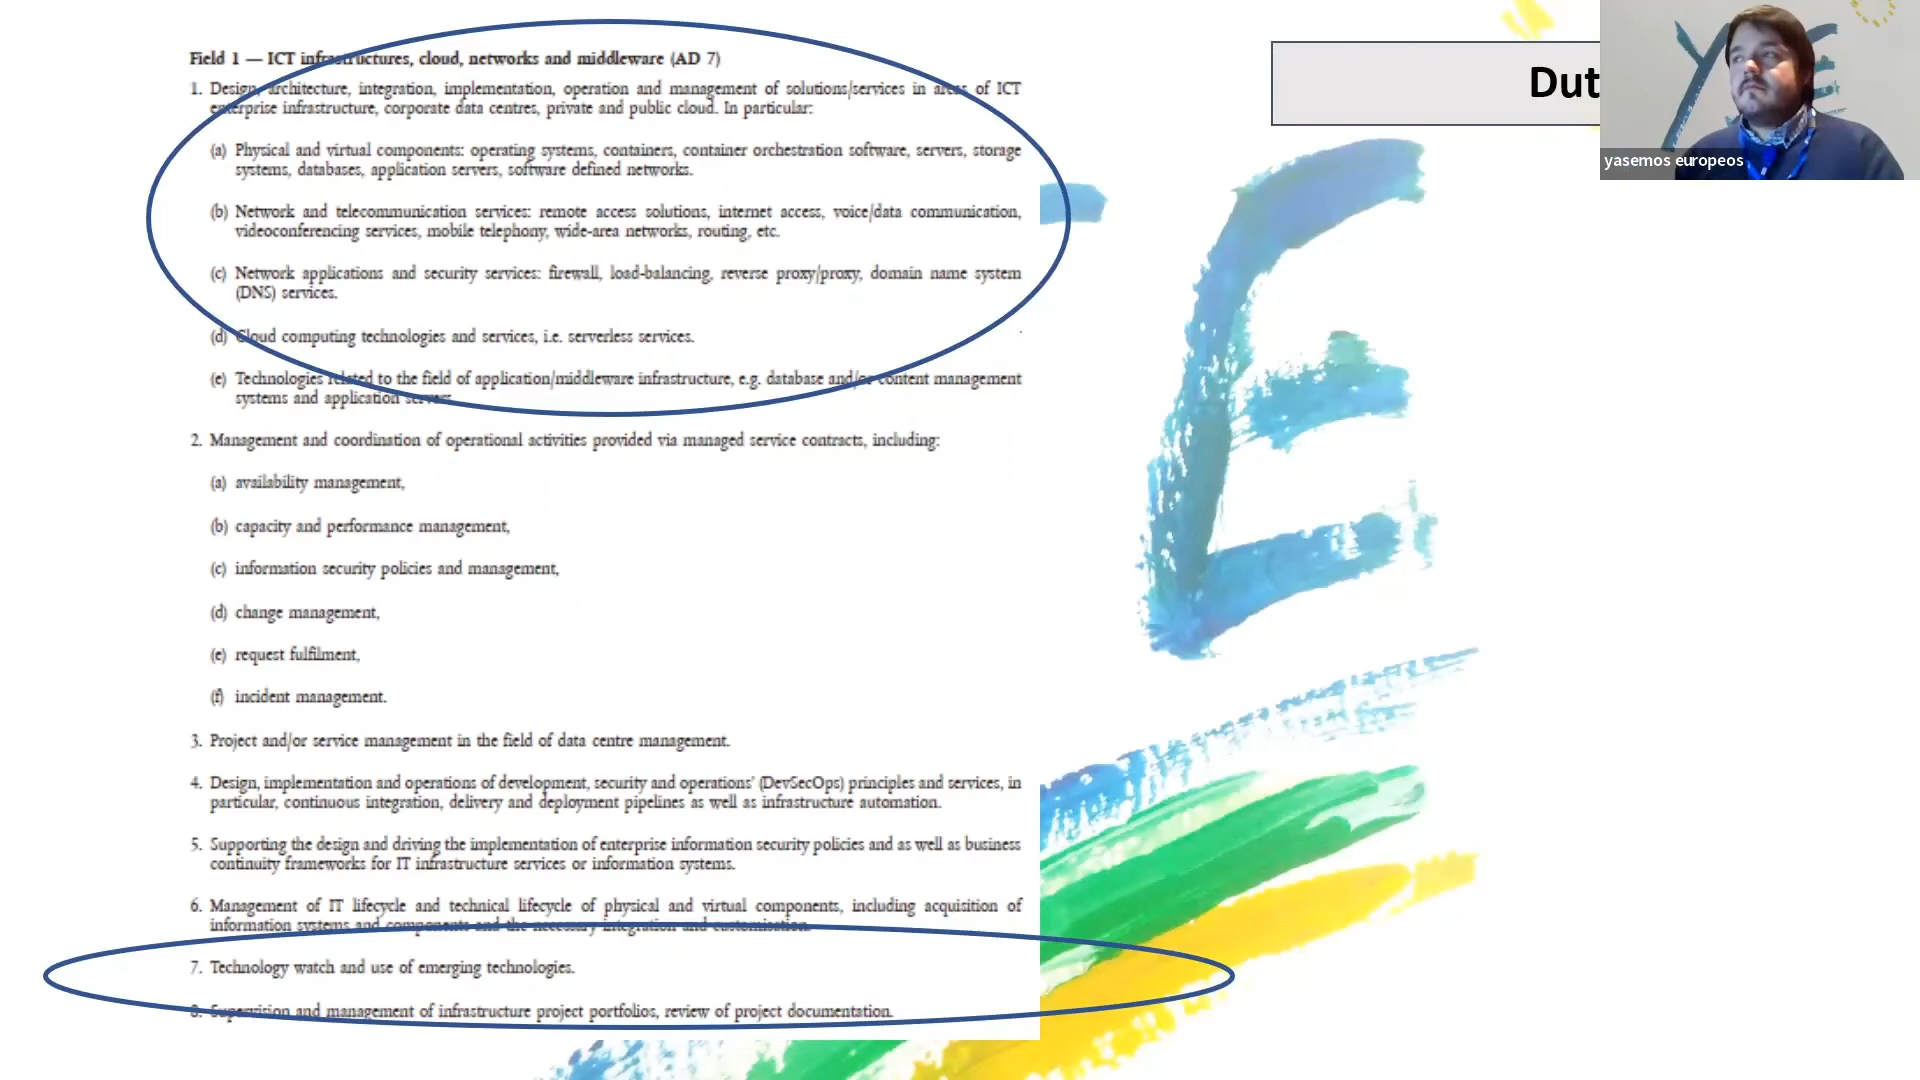 Field 1 — ICT infrastructures, cloud, networks and middleware (AD 7)
1. Design, architecture, integration, implementation, operation and management of solutions/services in areas of ICT
enterprise infrastructure, corporate data centres, private and public cloud. In particular:
(a) Physical and virtual components: operating systems, containers, container orchestration software, servers, storage
systems, databases, application servers, software defined networks.
(b) Network and telecommunication services: remote access solutions, internet access, voice/data communication,
videoconferencing services, mobile telephony, wide-area networks, routing, etc.
(c) Network applications and security services: firewall, load-balancing, reverse proxy/proxy, domain name system
(DNS) services.
(d) Cloud computing technologies and services, i.e. serverless services.
(e) Technologies related to the field of application/middleware infrastructure, e.g. database and/or content management
systems and application servers.
2. Management and coordination of operational activities provided via managed service contracts, including:
(a) availability management,
(b) capacity and performance management,
(c) information security policies and management,
(d) change management,
(e) request fulfilment,
(f) incident management.
3. Project and/or service management in the field of data centre management.
4. Design, implementation and operations of development, security and operations' (DevSecOps) principles and services, in
particular, continuous integration, delivery and deployment pipelines as well as infrastructure automation.
5. Supporting the design and driving the implementation of enterprise information security policies and as well as business
continuity frameworks for IT infrastructure services or information systems.
6. Management of IT lifecycle and technical lifecycle of physical and virtual components, including acquisition of
information systems and components and the necessary integration and customisation.
7. Technology watch and use of emerging technologies.
8. Supervision and management of infrastructure project portfolios, review of project documentation.
Dut
yasemos europeos